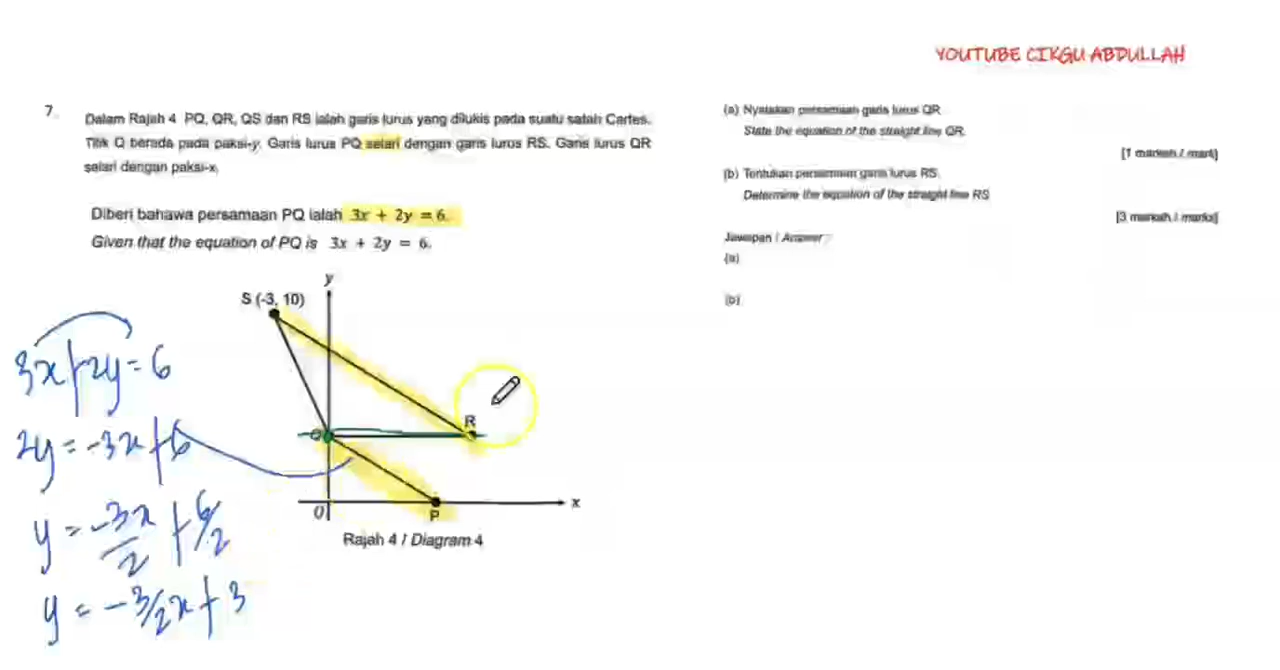 YOUTUBE CIKGU ABDULLAH
7.
Dalam Rajah 4 PQ, QR, QS dan RS ialah garis lurus yang dilukis pada suatu satah Cartes.
Titik Q berada pada paksi-y. Garis lurus PQ selari dengan garis lurus RS. Garis lurus QR
selari dengan paksi-x.
Diberi bahawa persamaan PQ ialah 3x + 2y = 6.
Given that the equation of PQ is 3x + 2y = 6.
y
S (-3, 10)
R
Q
x
0
P
Rajah 4 / Diagram 4
3x + 2y = 6
2y = -3x + 6
y = -3x/2 + 6/2
y = -3/2x + 3
(a) Nyatakan persamaan garis lurus QR
State the equation of the straight line QR.
[1 markah / mark]
(b) Tentukan persamaan garis lurus RS.
Determine the equation of the straight line RS
[3 markah / marks]
Jawapan / Answer :
(a)
(b)